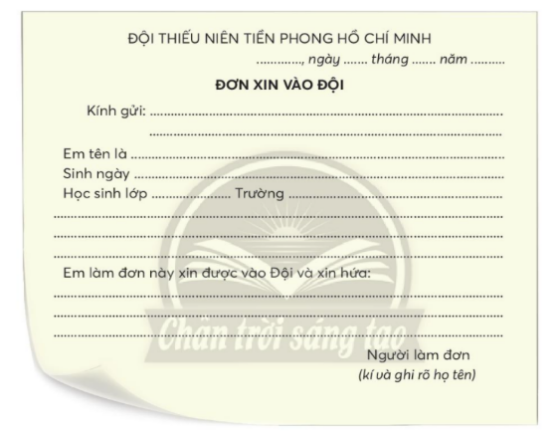 ĐỘI THIẾU NIÊN TIỀN PHONG HỒ CHÍ MINH
............, ngày ...... tháng ...... năm .........
ĐƠN XIN VÀO ĐỘI
Kính gửi: ...............................................................
...............................................................
Em tên là ...............................................................
Sinh ngày ...............................................................
Học sinh lớp .................... Trường ........................................
...............................................................
...............................................................
...............................................................
Em làm đơn này xin được vào Đội và xin hứa:
...............................................................
...............................................................
...............................................................
Chân trời sáng tạo
Người làm đơn
(kí và ghi rõ họ tên)